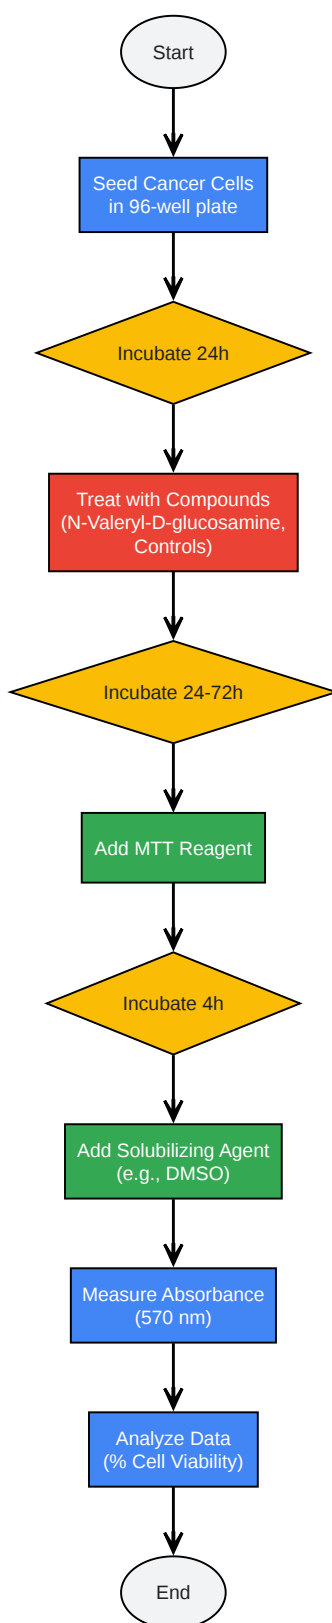 Start
Seed Cancer Cells
in 96-well plate
Incubate 24h
Treat with Compounds
(N-Valeryl-D-glucosamine,
Controls)
Incubate 24-72h
Add MTT Reagent
Incubate 4h
Add Solubilizing Agent
(e.g., DMSO)
Measure Absorbance
(570 nm)
Analyze Data
(% Cell Viability)
End